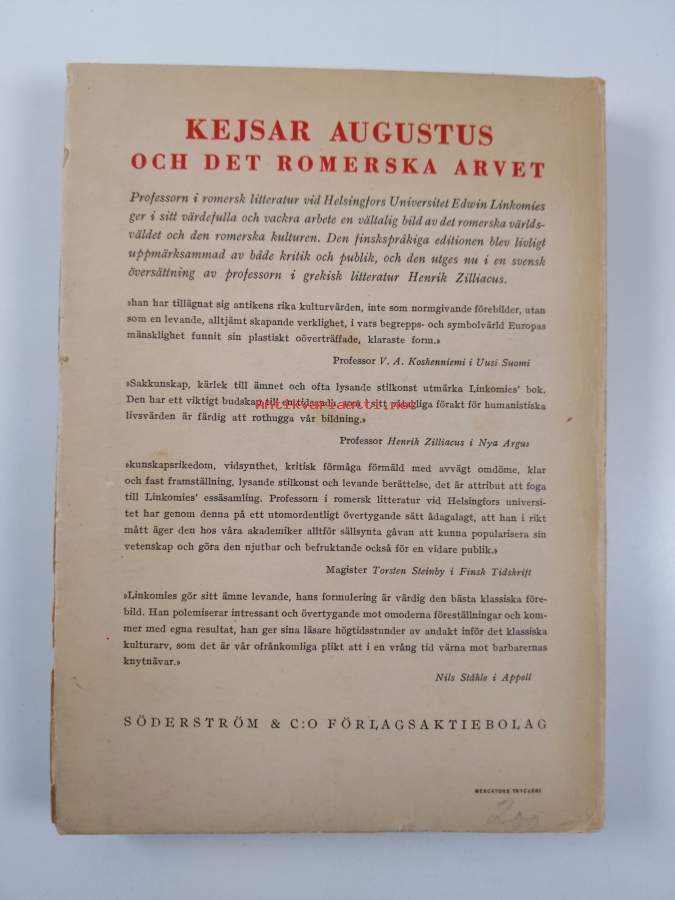 KEJSAR AUGUSTUS
OCH DET ROMERSKA ARVET
Professorn i romersk litteratur vid Helsingfors Universitet Edwin Linkomies
ger i sitt värdefulla och vackra arbete en vältalig bild av det romerska världs-
väldet och den romerska kulturen. Den finskspråkiga editionen blev livligt
uppmärksammad av både kritik och publik, och den utges nu i en svensk
översättning av professorn i grekisk litteratur Henrik Zilliacus.
»han har tillägnat sig antikens rika kulturvärden, inte som normgivande förebilder, utan
som en levande, alltjämt skapande verklighet, i vars begrepps- och symbolvärld Europas
mänsklighet funnit sin plastiskt oöverträffade, klaraste form.»
Professor V. A. Koskenniemi i Uusi Suomi
»Sakkunskap, kärlek till ämnet och ofta lysande stilkonst utmärka Linkomies' bok.
Den har ett viktigt budskap till en tidsanda, som i sitt påtagliga förakt för humanistiska
Antikvariaatti.net
livsvärden är färdig att rothugga vår bildning.»
Professor Henrik Zilliacus i Nya Argus
»kunskapsrikedom, vidsynthet, kritisk förmåga förmäld med avvägt omdöme, klar
och fast framställning, lysande stilkonst och levande berättelse, det är attribut att foga
till Linkomies' essäsamling. Professorn i romersk litteratur vid Helsingfors universi-
tet har genom denna på ett utomordentligt övertygande sätt ådagalagt, att han i rikt
mått äger den hos våra akademiker alltför sällsynta gåvan att kunna popularisera sin
vetenskap och göra den njutbar och befruktande också för en vidare publik.»
Magister Torsten Steinby i Finsk Tidskrift
»Linkomies gör sitt ämne levande, hans formulering är värdig den bästa klassiska före-
bild. Han polemiserar intressant och övertygande mot omoderna föreställningar och kom-
mer med egna resultat, han ger sina läsare högtidsstunder av andakt inför det klassiska
kulturarv, som det är vår ofrånkomliga plikt att i en vrång tid värna mot barbarernas
knytnävar.»
Nils Ståhle i Appell
SÖDERSTRÖM & C:O FÖRLAGSAKTIEBOLAG
MERCATORS TRYCKERI